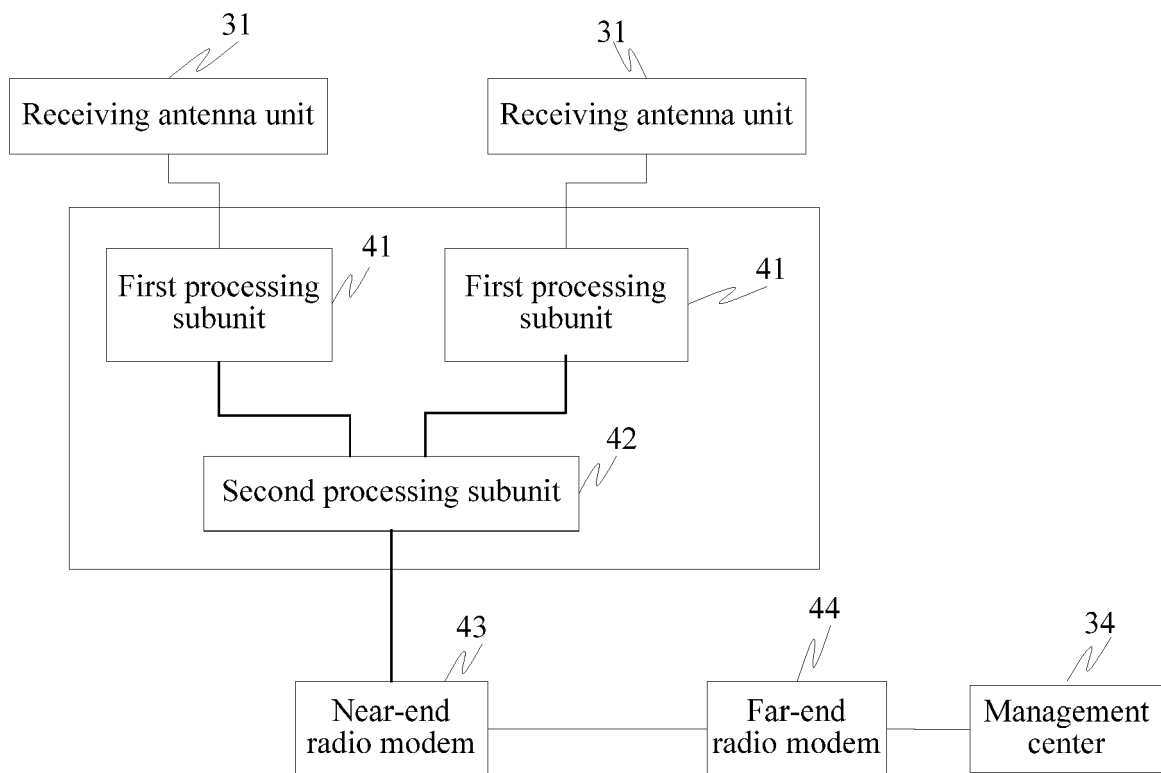 31
31
Receiving antenna unit
Receiving antenna unit
41
First processing
subunit
41
First processing
subunit
42
Second processing subunit
43
44
34
Near-end
radio modem
Far-end
radio modem
Management
center